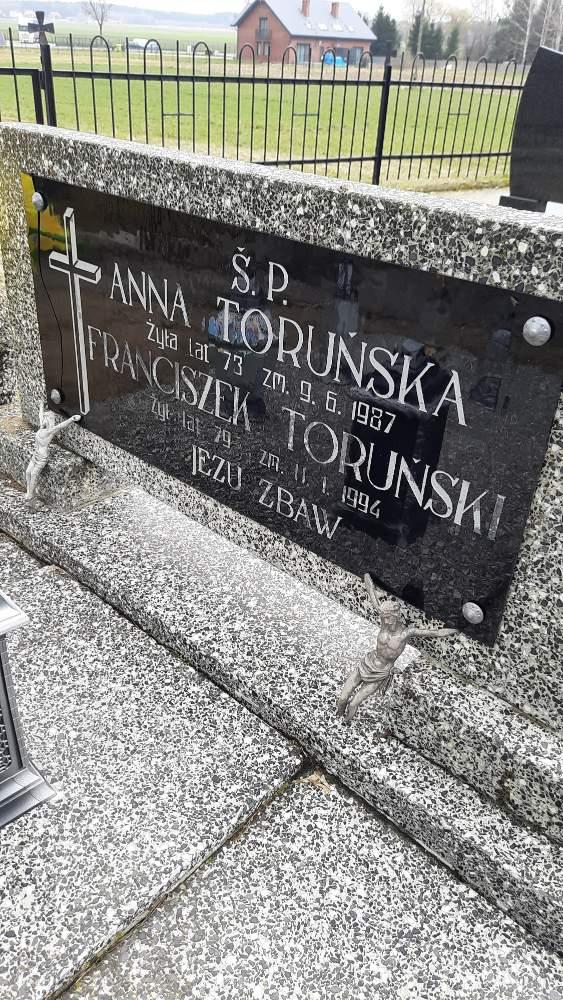 Ś. P.
ANNA TORUŃSKA
Żyła lat 73 zm. 9. 6. 1987
FRANCISZEK TORUŃSKI
Żył lat 79 zm. 11. 1. 1994
JEZU ZBAW